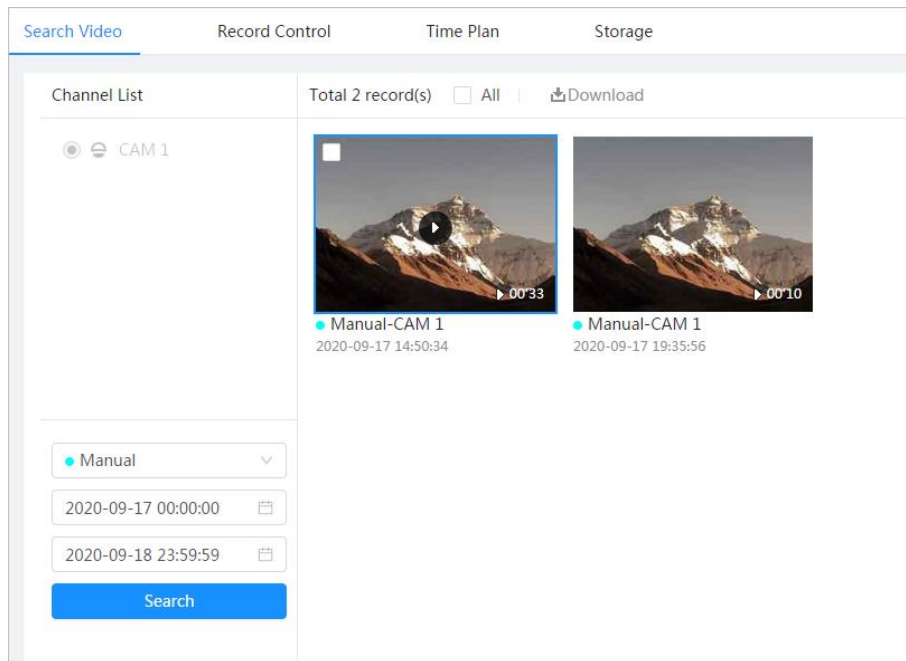 Search Video Record Control Time Plan Storage
Channel List
Total 2 record(s) All Download
CAM 1
00'33
00'10
Manual-CAM 1
2020-09-17 14:50:34
Manual-CAM 1
2020-09-17 19:35:56
Manual
2020-09-17 00:00:00
2020-09-18 23:59:59
Search